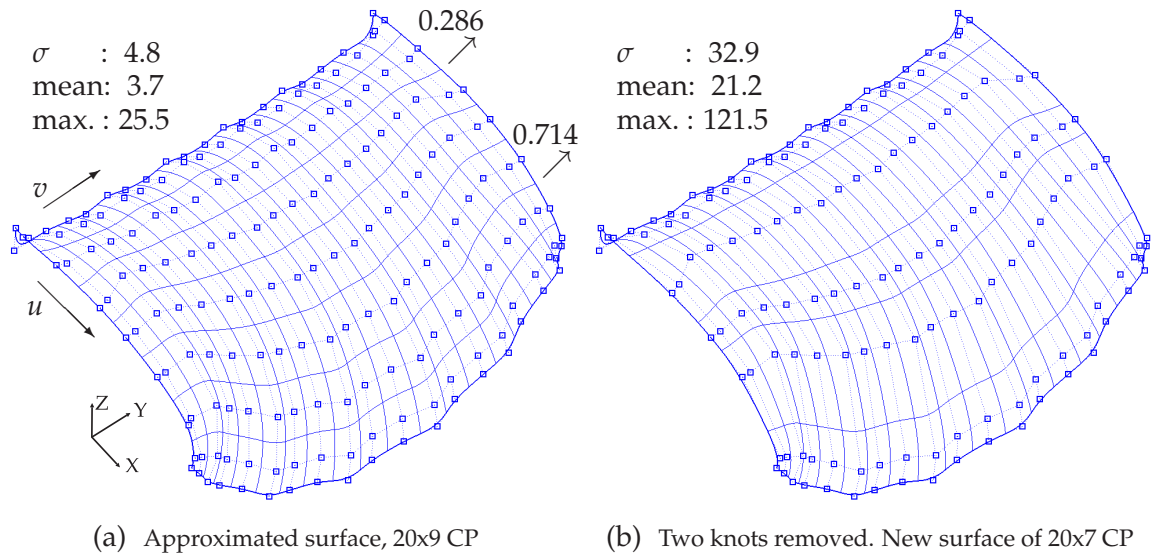 σ : 4.8
mean: 3.7
max. : 25.5
0.286
0.714
v
u
Z
Y
X
(a) Approximated surface, 20x9 CP
σ : 32.9
mean: 21.2
max. : 121.5
(b) Two knots removed. New surface of 20x7 CP